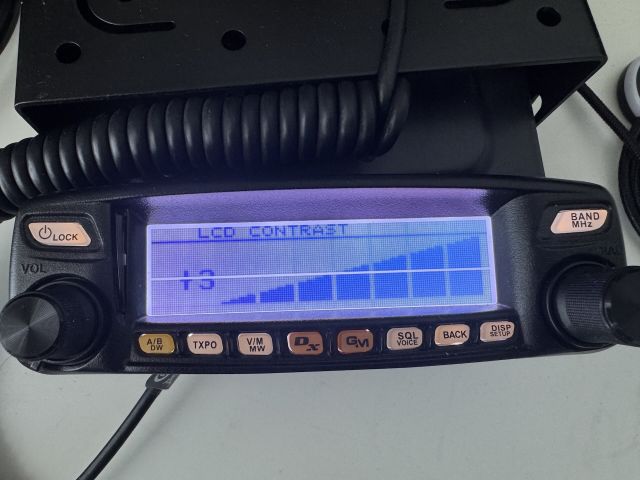 LCD CONTRAST
+3
LOCK
BAND
MHz
VOL
A/B
DW
TXPO
V/M
MW
Dx
GM
SQL
VOICE
BACK
DISP
SETUP